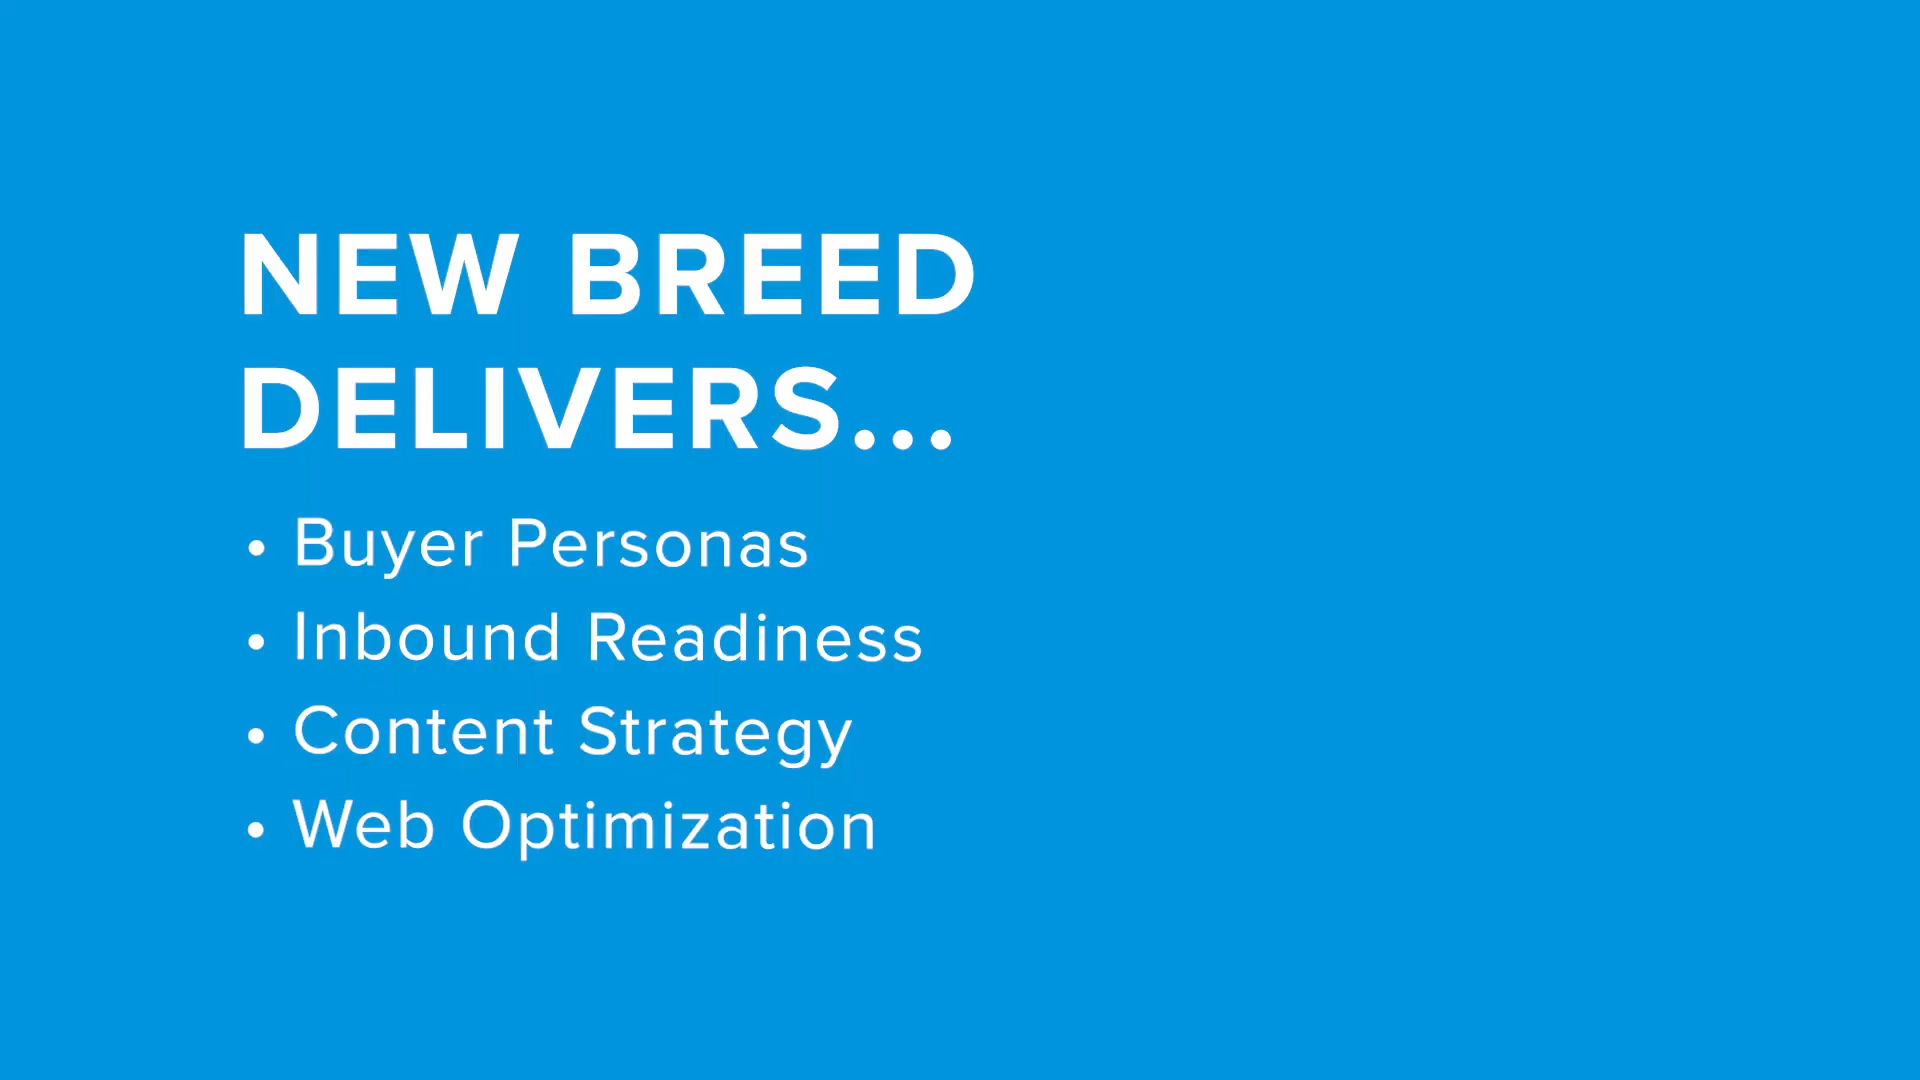 NEW BREED
DELIVERS...
• Buyer Personas
• Inbound Readiness
• Content Strategy
• Web Optimization